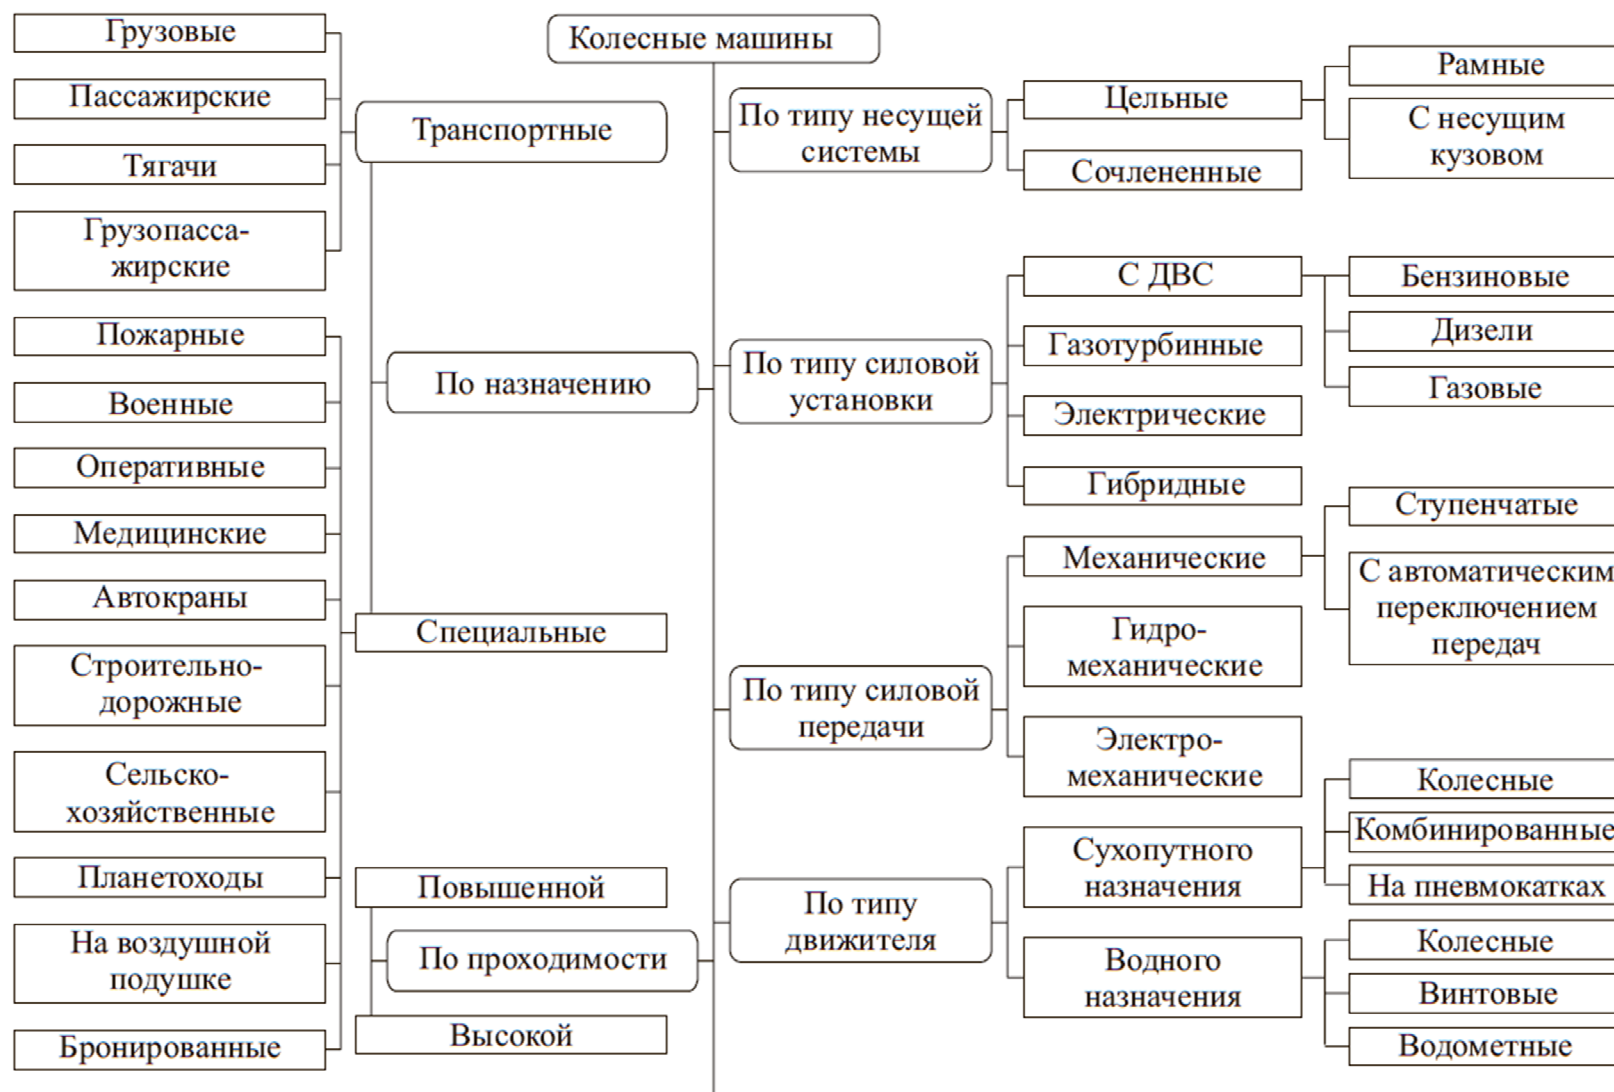 Колесные машины
Грузовые
Пассажирские
Тягачи
Грузопасса-
жирские
Транспортные
Пожарные
Военные
Оперативные
Медицинские
Автокраны
Строительно-
дорожные
Сельско-
хозяйственные
Планетоходы
На воздушной
подушке
Бронированные
По назначению
Специальные
Повышенной
По проходимости
Высокой
По типу несущей
системы
Цельные
Сочлененные
Рамные
С несущим
кузовом
По типу силовой
установки
С ДВС
Газотурбинные
Электрические
Гибридные
Бензиновые
Дизели
Газовые
По типу силовой
передачи
Механические
Гидро-
механические
Электро-
механические
Ступенчатые
С автоматическим
переключением
передач
По типу
движителя
Сухопутного
назначения
Водного
назначения
Колесные
Комбинированные
На пневмокатках
Колесные
Винтовые
Водометные